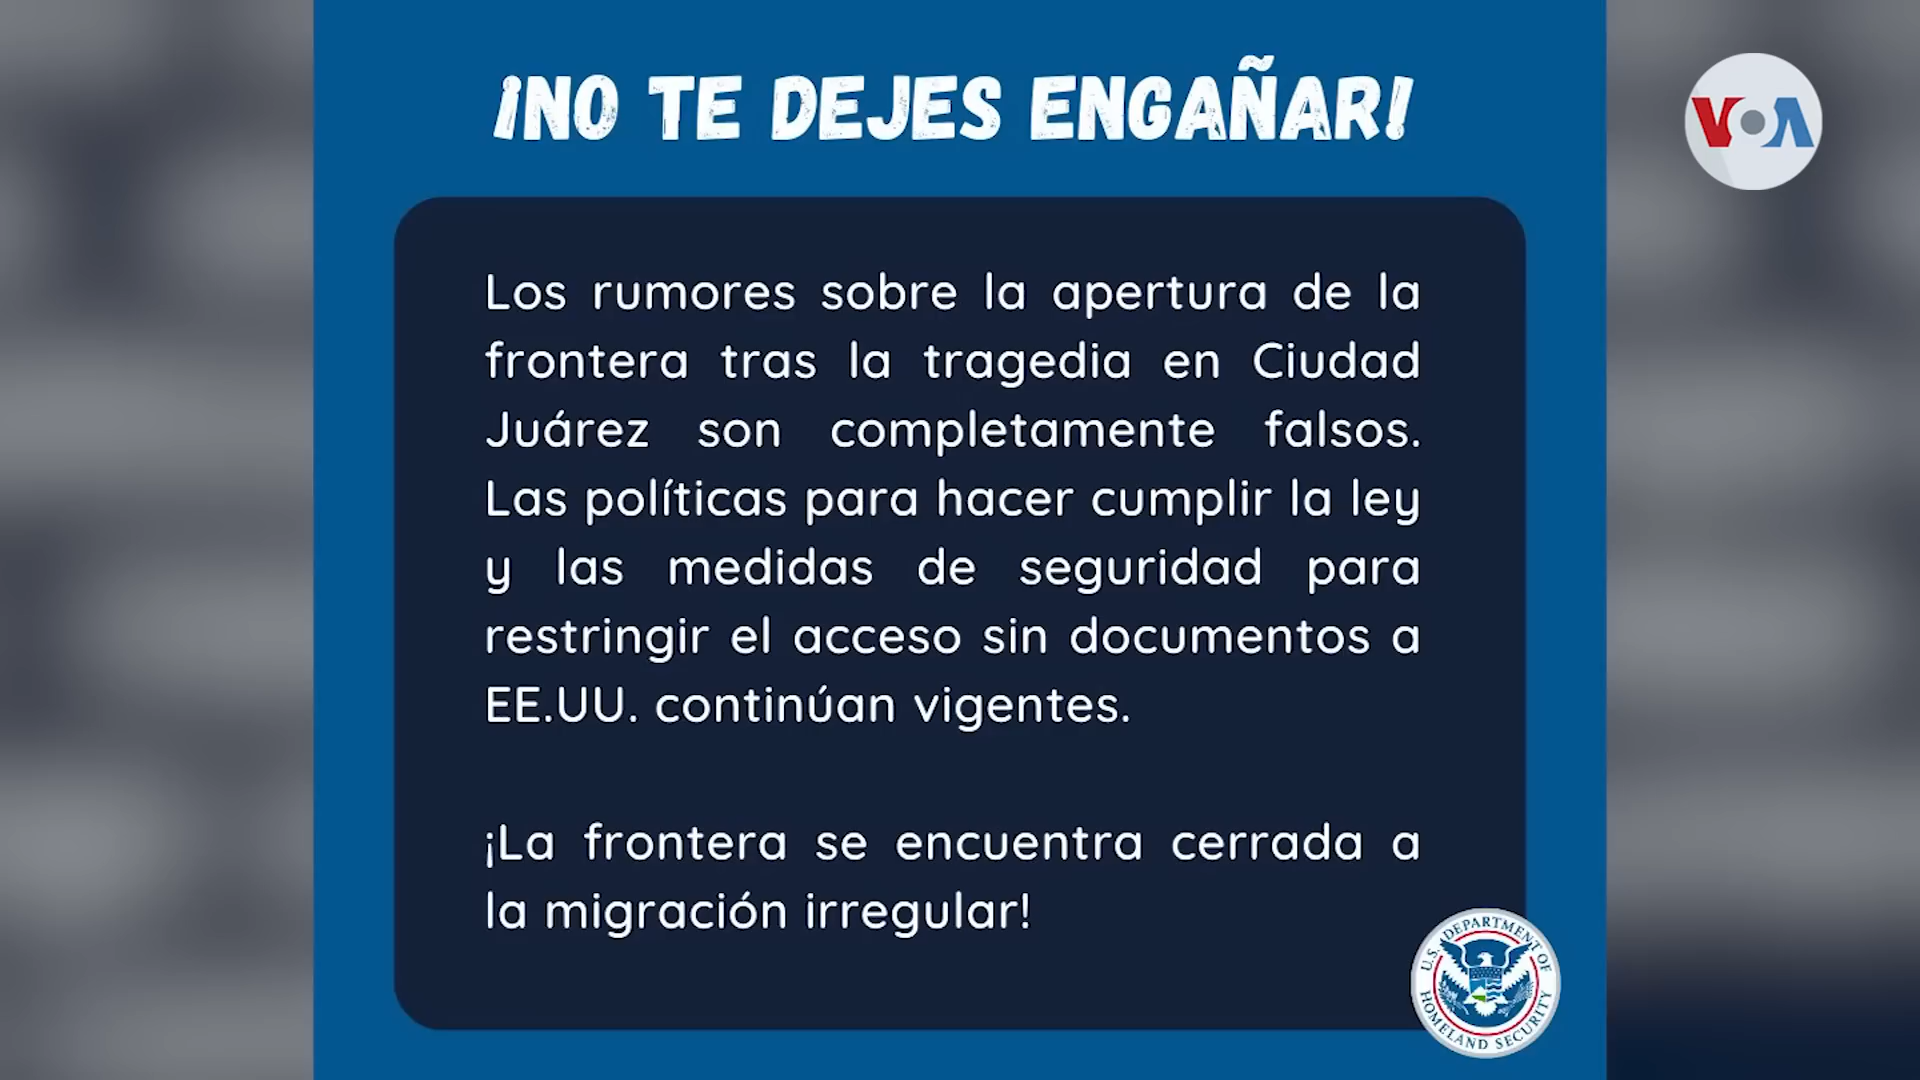 ¡NO TE DEJES ENGAÑAR!
VOA
Los rumores sobre la apertura de la
frontera tras la tragedia en Ciudad
Juárez son completamente falsos.
Las políticas para hacer cumplir la ley
y las medidas de seguridad para
restringir el acceso sin documentos a
EE.UU. continúan vigentes.
¡La frontera se encuentra cerrada a
la migración irregular!
U.S. DEPARTMENT OF
HOMELAND SECURITY